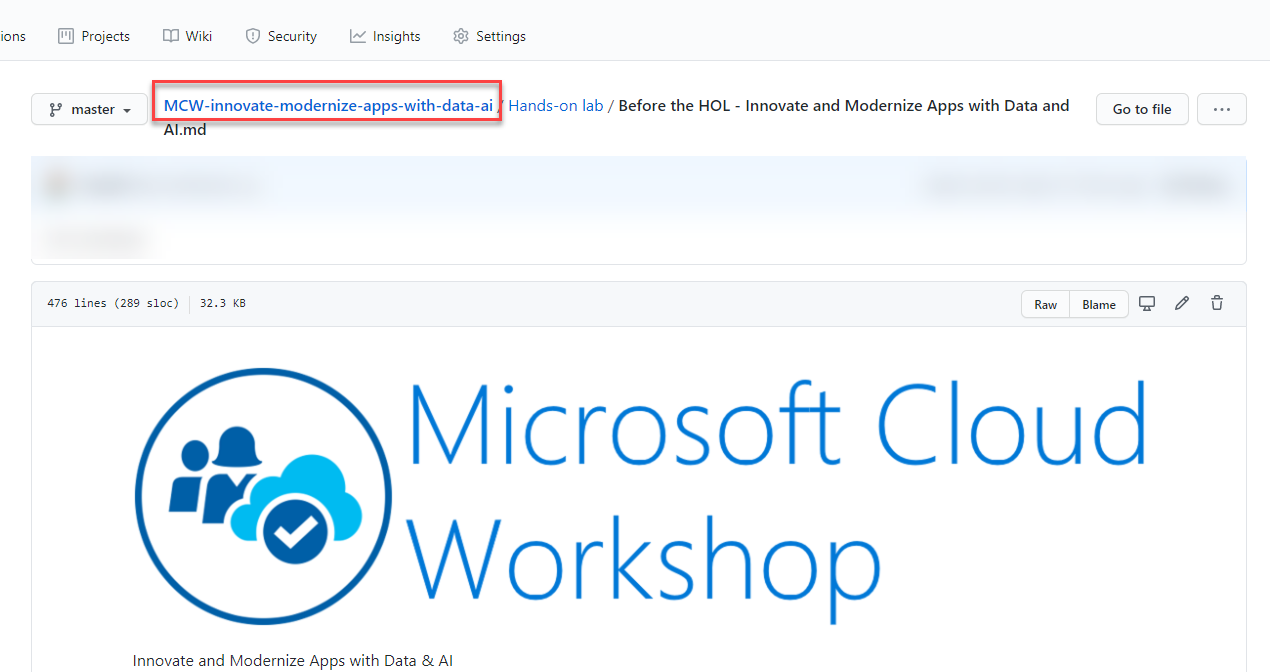 ions Projects Wiki Security Insights Settings
master MCW-innovate-modernize-apps-with-data-ai / Hands-on lab / Before the HOL - Innovate and Modernize Apps with Data and Go to file ...
AI.md
476 lines (289 sloc) 32.3 KB Raw Blame
Microsoft Cloud
Workshop
Innovate and Modernize Apps with Data & AI